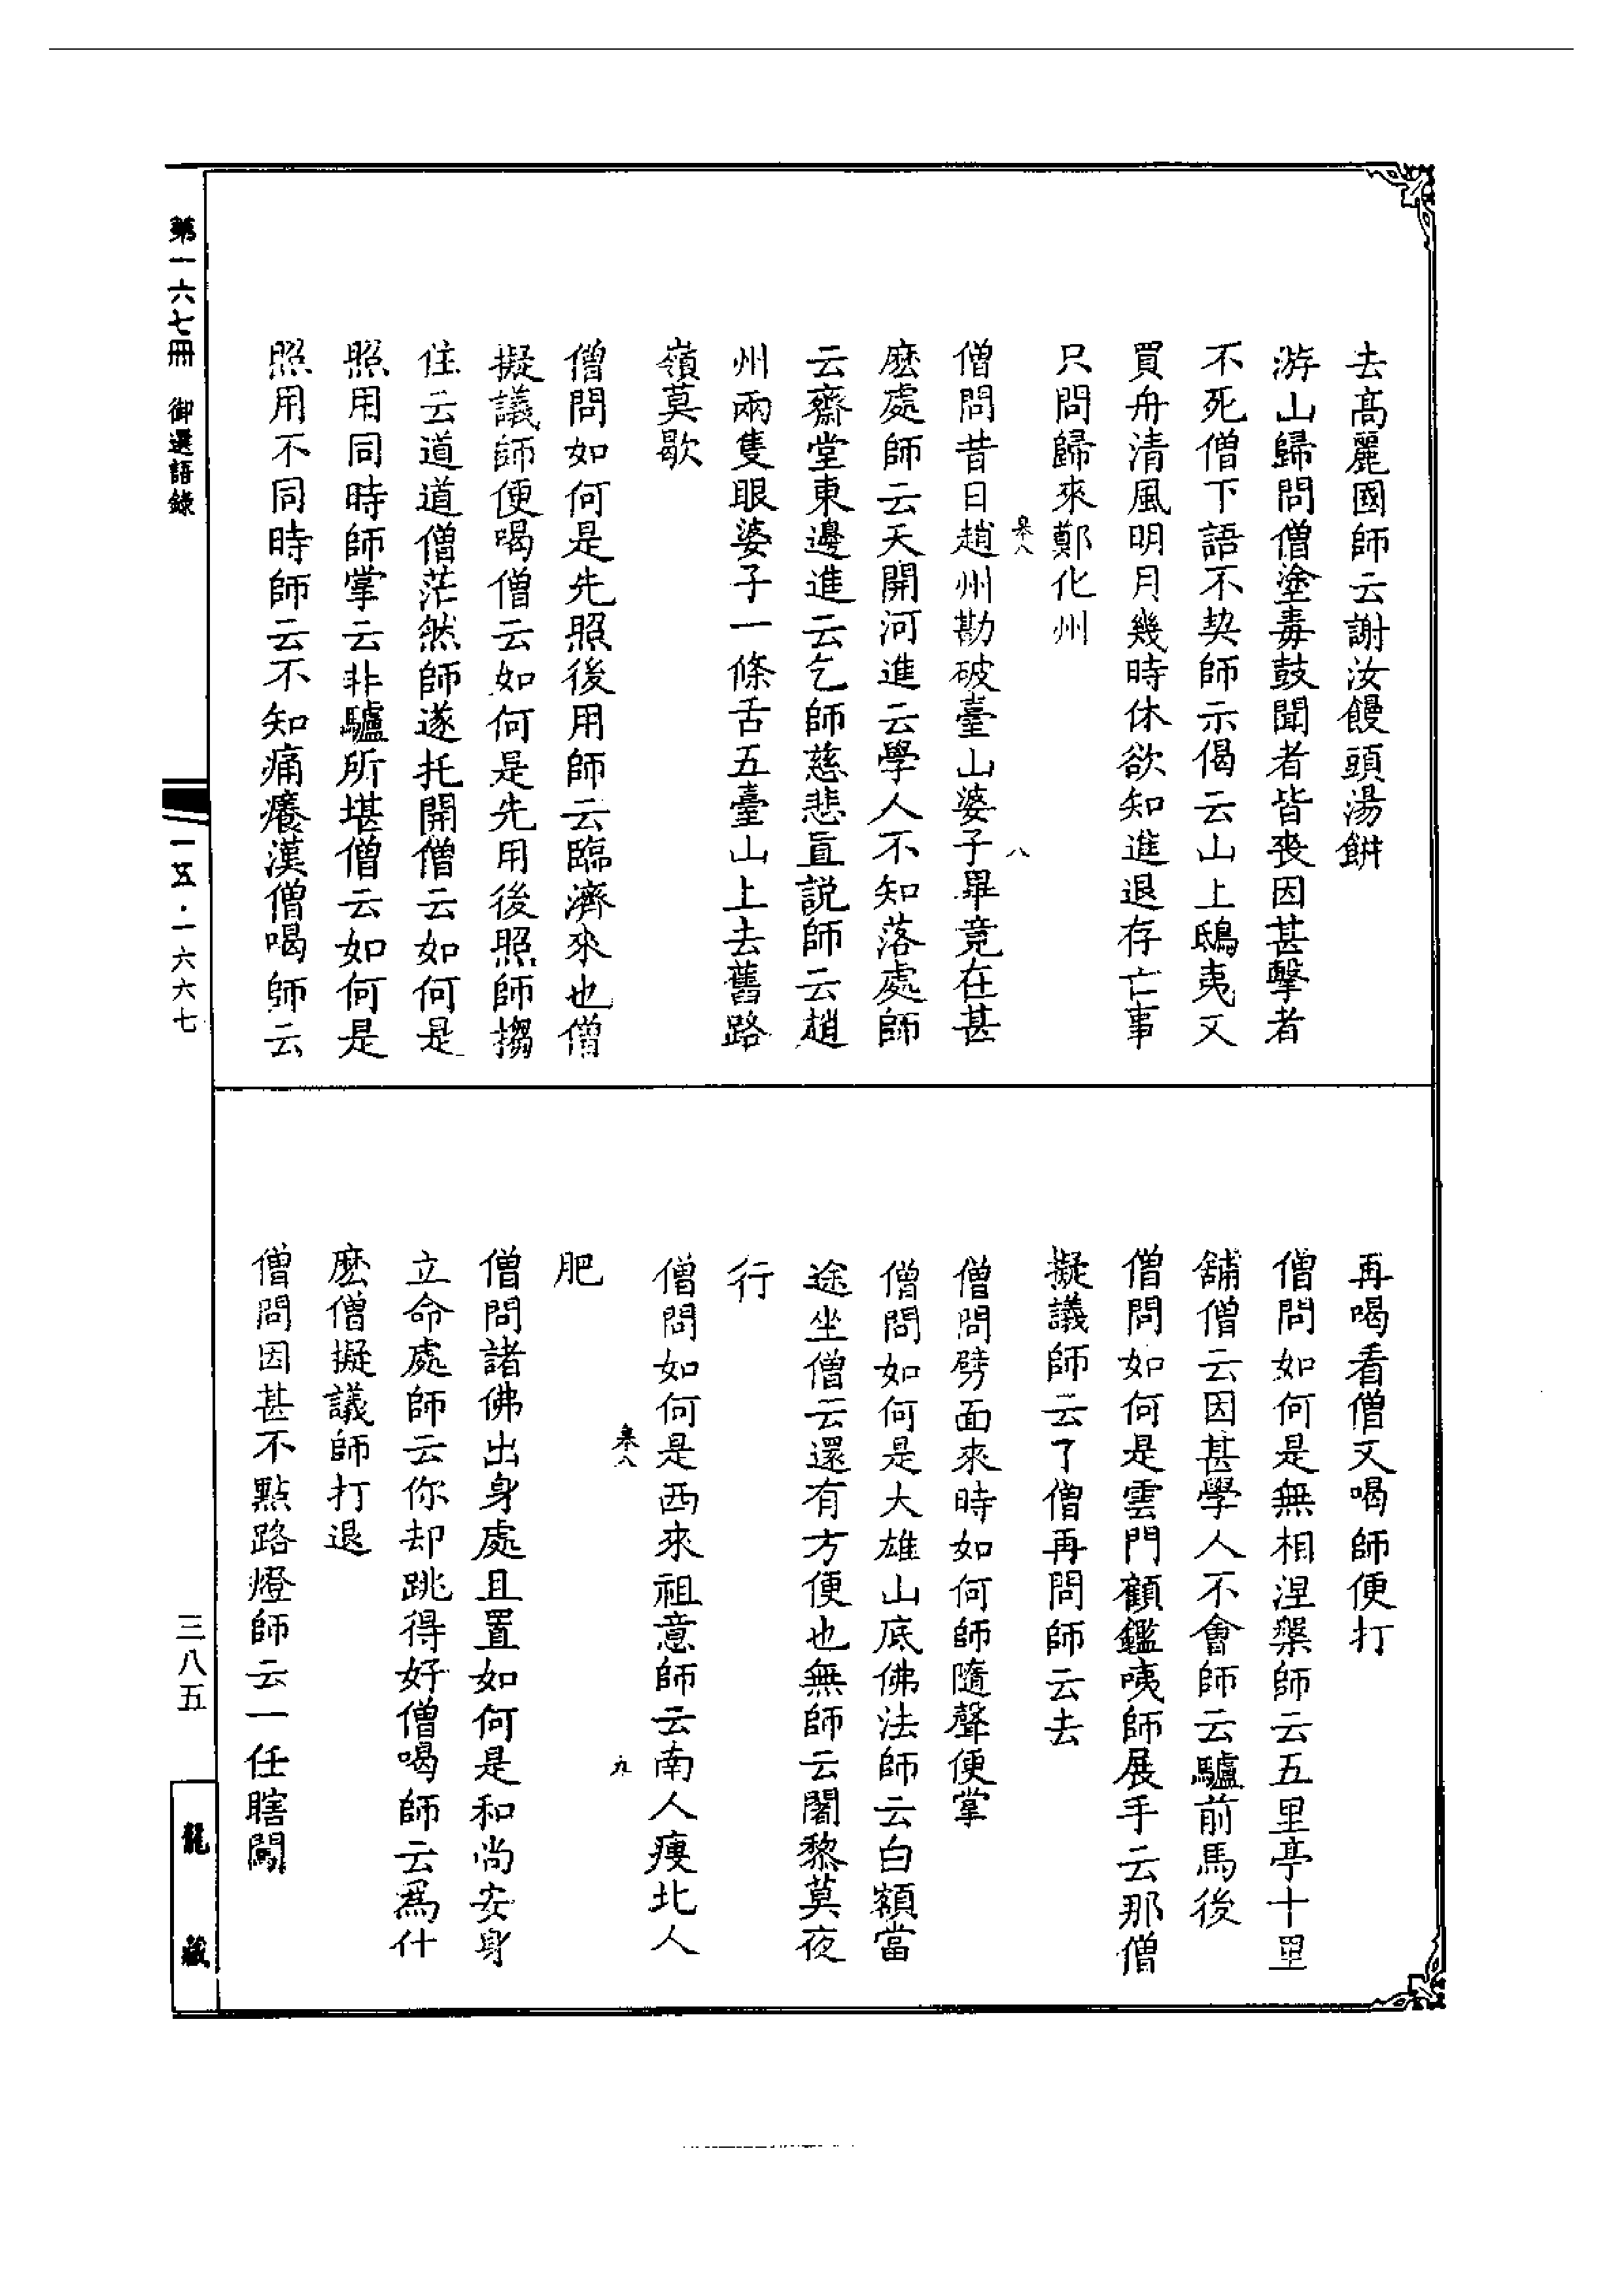 去高麗國師云謝汝饅頭湯餅
游山歸問僧塗毒鼓聞者皆喪因甚擊者
不死僧下語不契師示偈云山上鴟夷又
買舟清風明月幾時休欲知進退存亡事
只問歸來鄭化州
叅八
八
僧問昔日趙州勘破臺山婆子畢竟在甚
麽處師云天開河進云學人不知落處師
云齋堂東邊進云乞師慈悲直説師云趙
州兩隻眼婆子一條舌五臺山上去舊路
嶺莫歇
僧問如何是先照後用師云臨濟來也僧
擬議師便喝僧云如何是先用後照師搊
住云道道僧茫然師遂托開僧云如何是
照用同時師掌云非驢所堪僧云如何是
照用不同時師云不知痛癢漢僧喝師云
再喝看僧又喝師便打
僧問如何是無相涅槃師云五里亭十里
舖僧云因甚學人不會師云驢前馬後
僧問如何是雲門顧鑑咦師展手云那僧
擬議師云了僧再問師云去
僧問劈面來時如何師隨聲便掌
僧問如何是大雄山底佛法師云白額當
途坐僧云還有方便也無師云闍黎莫夜
行
僧問如何是西來祖意師云南人瘦北人
叅八
九
肥
僧問諸佛出身處且置如何是和尚安身
立命處師云你却跳得好僧喝師云爲什
麽僧擬議師打退
僧問因甚不點路燈師云一任瞎闖
第一六七冊 御選語錄
一五·一六六七
三八五
龍藏